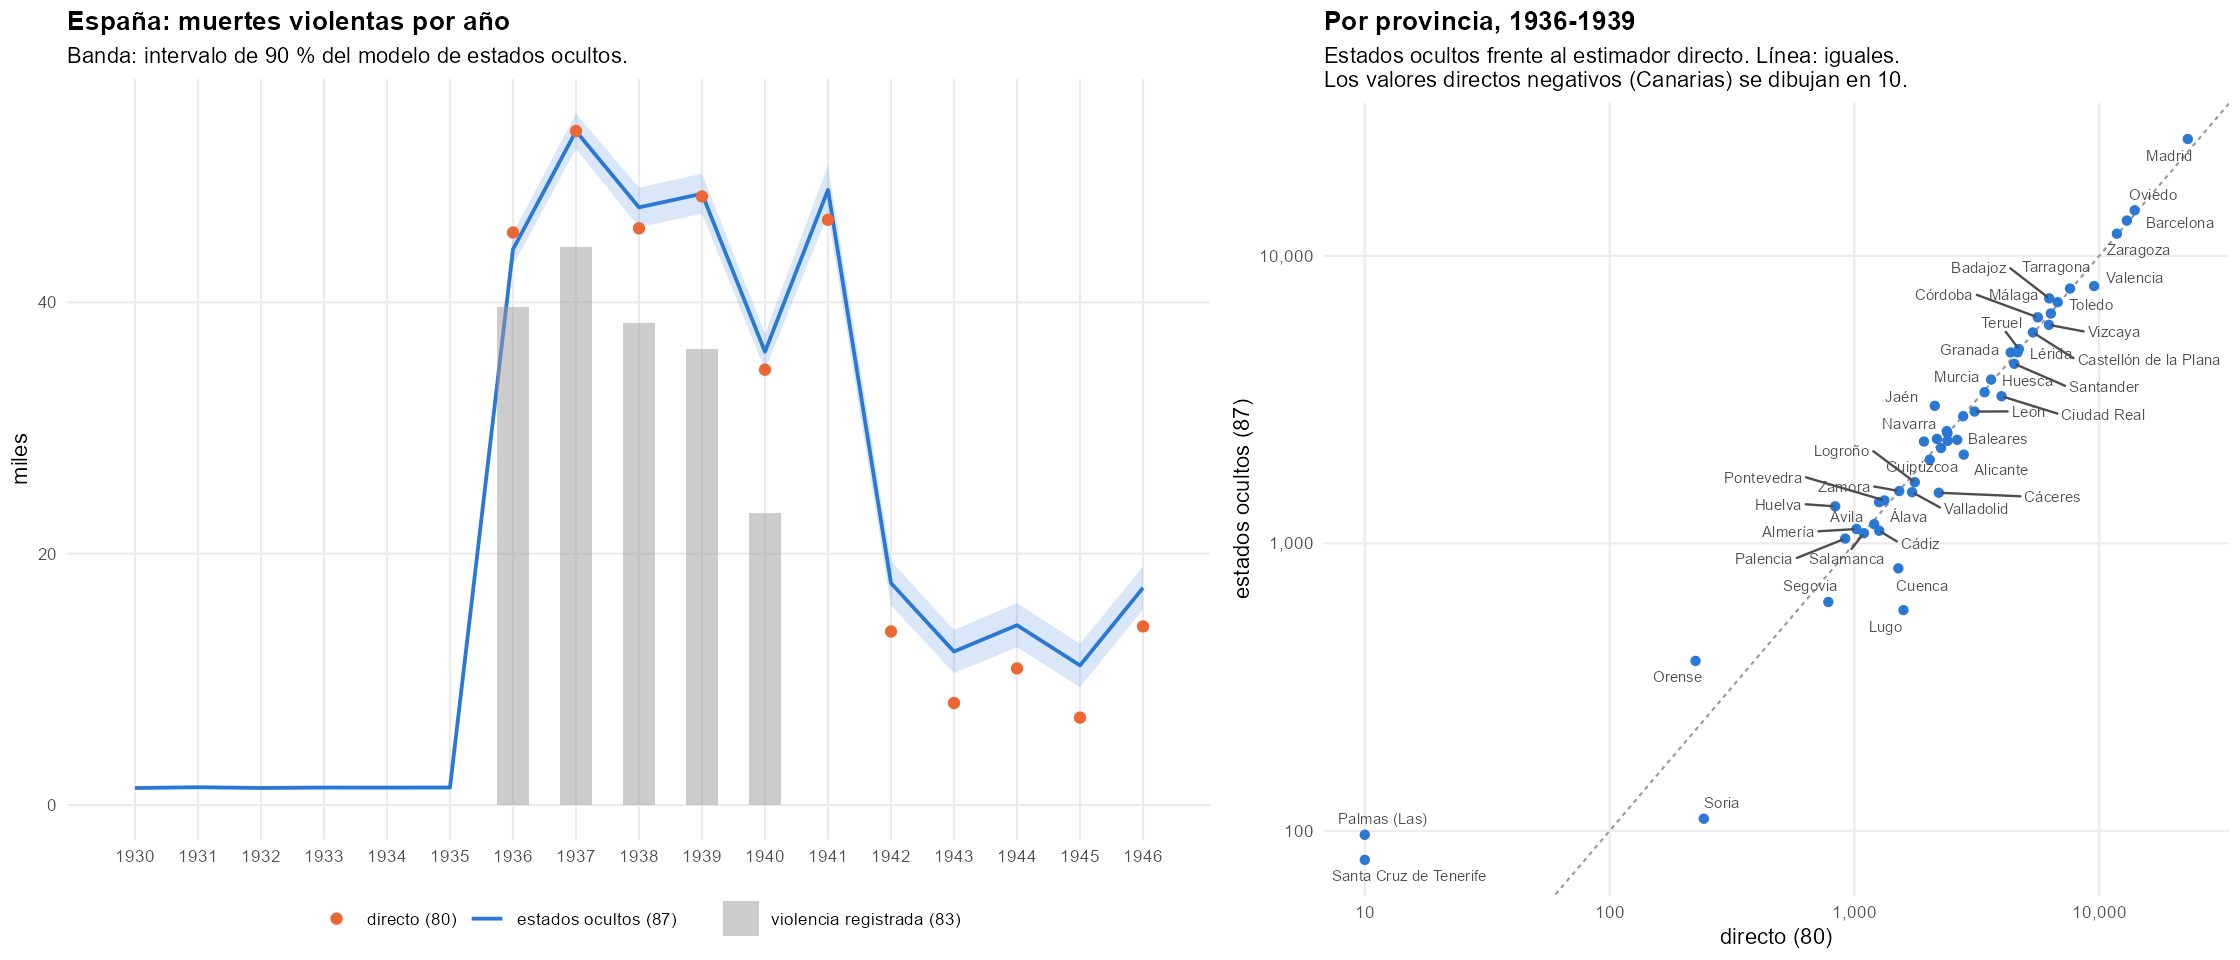 España: muertes violentas por año
Banda: intervalo de 90 % del modelo de estados ocultos.
miles
40
20
0
1930 1931 1932 1933 1934 1935 1936 1937 1938 1939 1940 1941 1942 1943 1944 1945 1946
directo (80) estados ocultos (87) violencia registrada (83)
Por provincia, 1936-1939
Estados ocultos frente al estimador directo. Línea: iguales.
Los valores directos negativos (Canarias) se dibujan en 10.
estados ocultos (87)
10,000
1,000
100
Madrid
Oviedo
Barcelona
Zaragoza
Badajoz
Tarragona
Valencia
Córdoba
Málaga
Toledo
Teruel
Vizcaya
Granada
Lérida
Castellón de la Plana
Murcia
Huesca
Santander
Jaén
León
Ciudad Real
Navarra
Baleares
Logroño
Guipúzcoa
Alicante
Pontevedra
Zamora
Cáceres
Huelva
Ávila
Álava
Valladolid
Almería
Cádiz
Palencia
Salamanca
Segovia
Cuenca
Lugo
Orense
Soria
Palmas (Las)
Santa Cruz de Tenerife
10 100 1,000 10,000
directo (80)